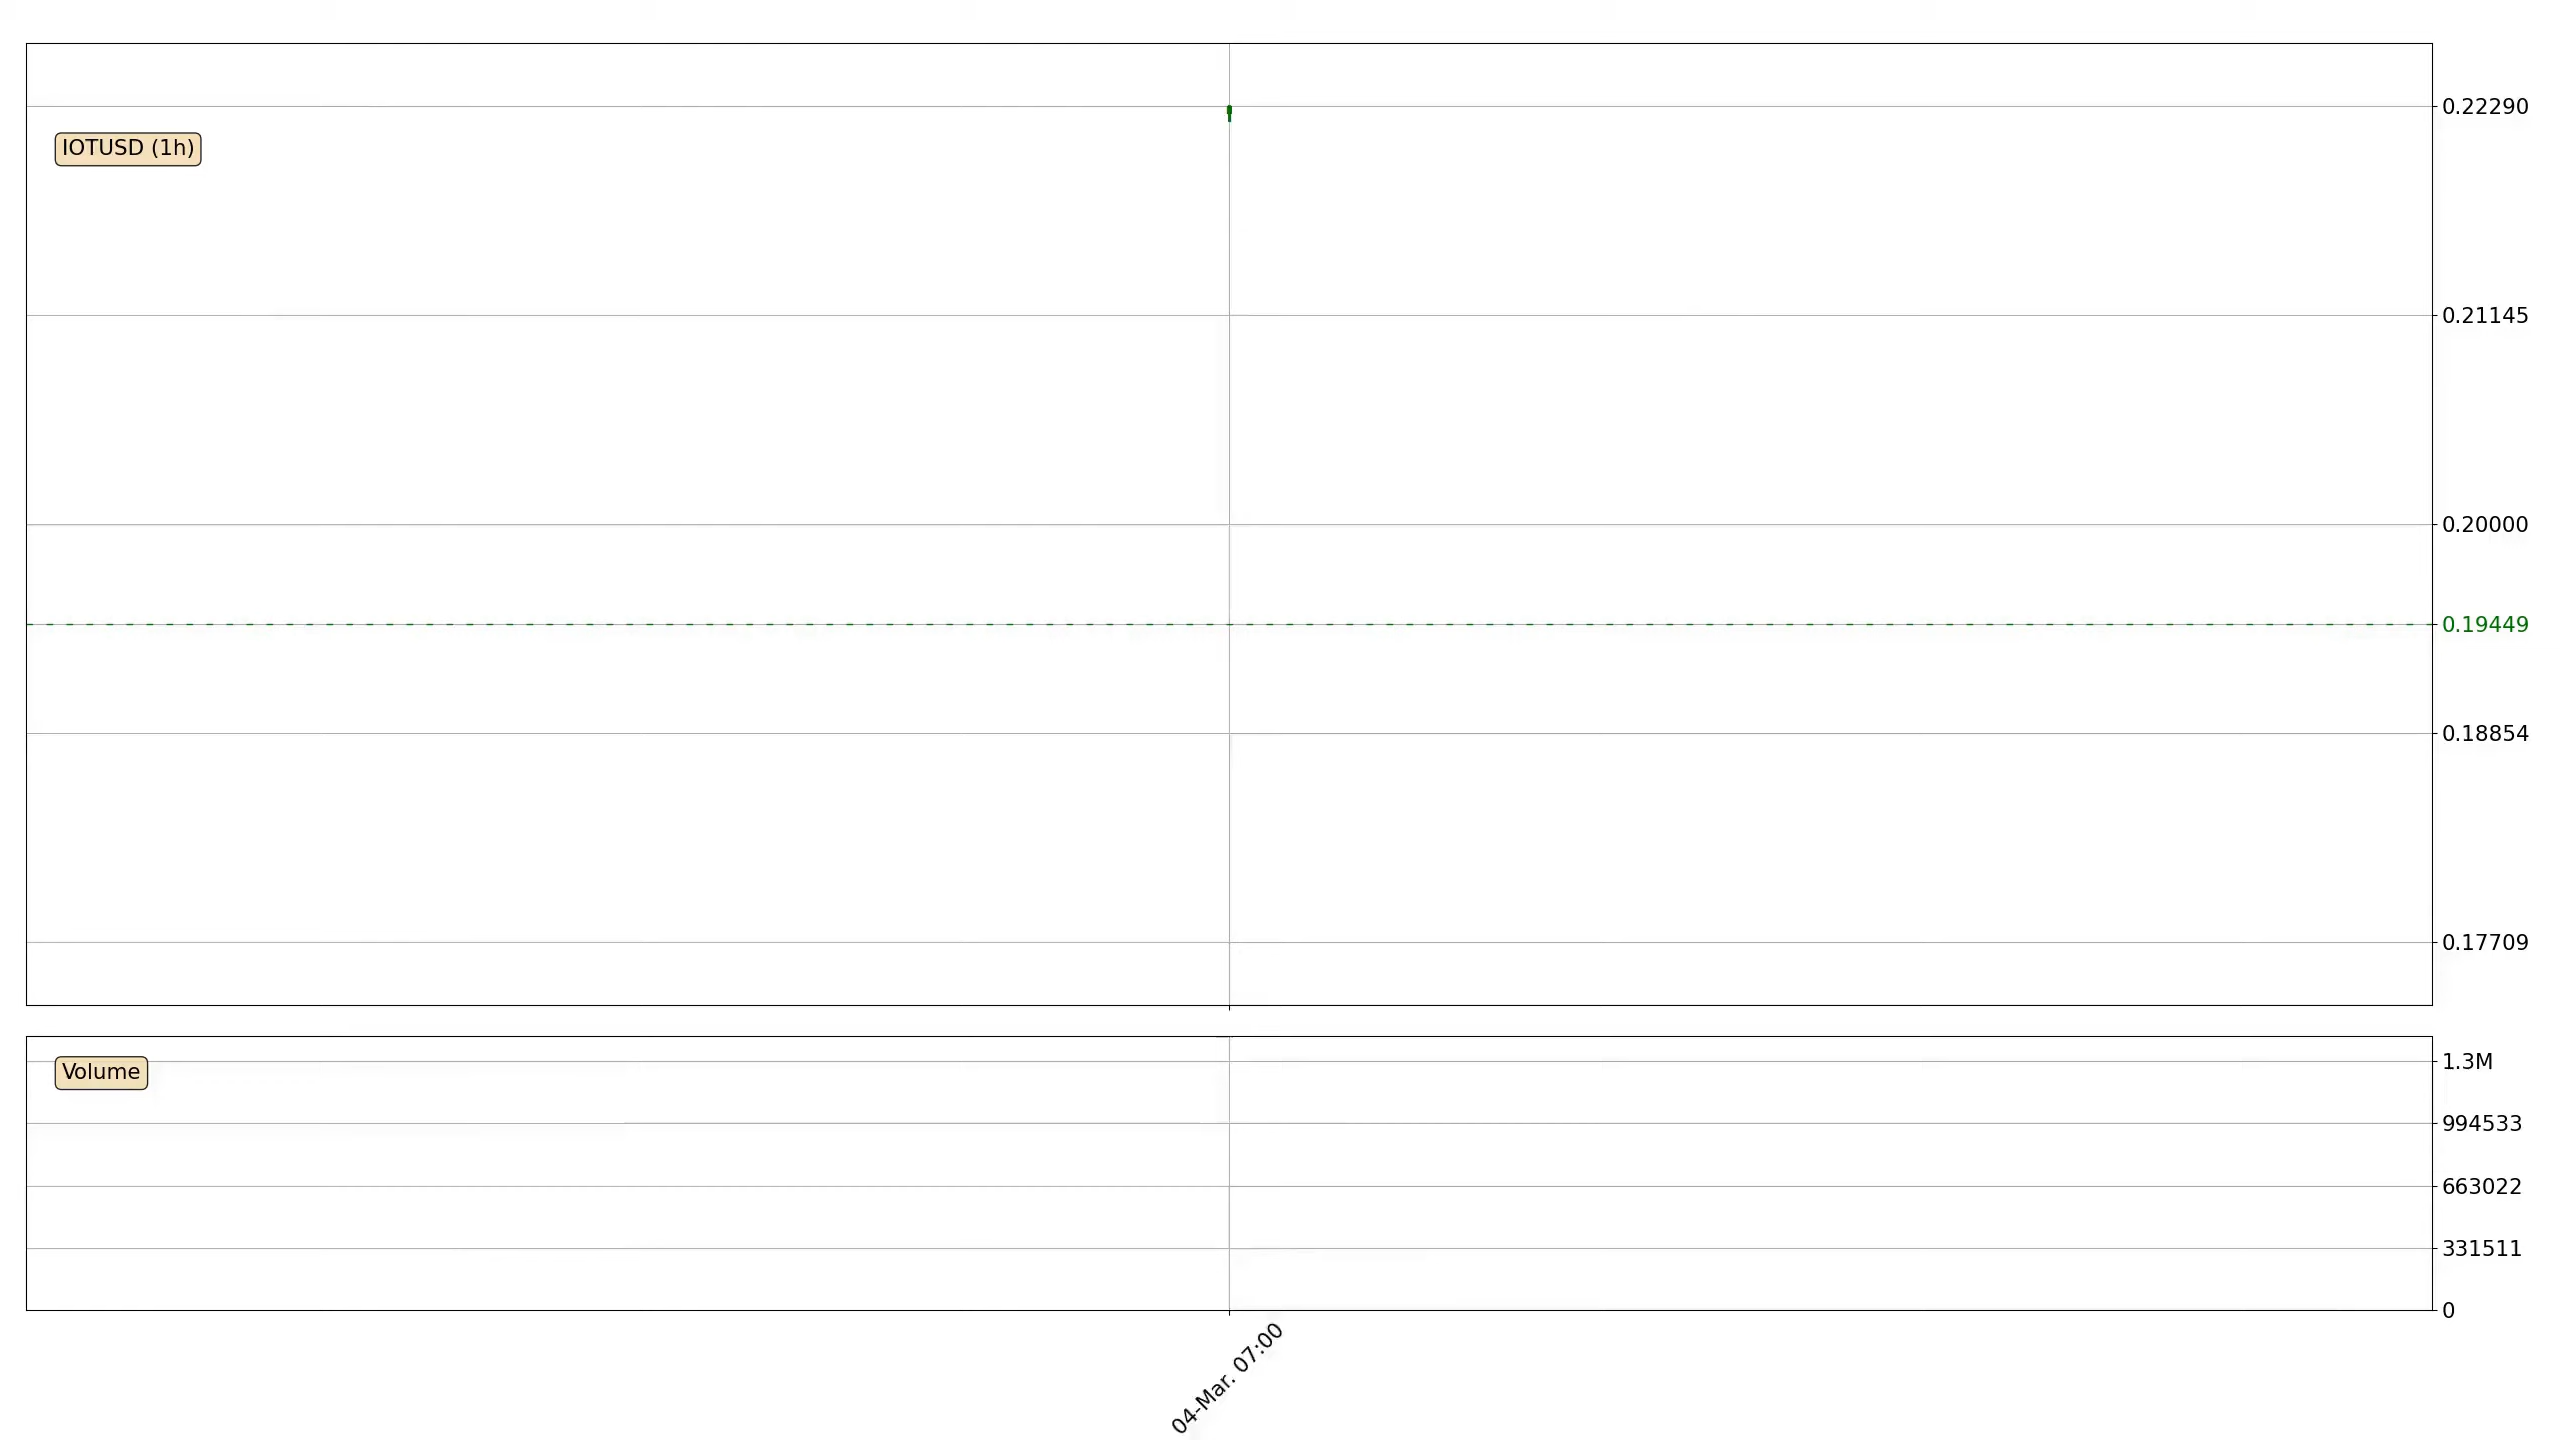 0.22290
IOTUSD (1h)
0.21145
0.20000
0.19449
0.18854
0.17709
Volume
1.3M
994533
663022
331511
0
04-Mar. 07:00